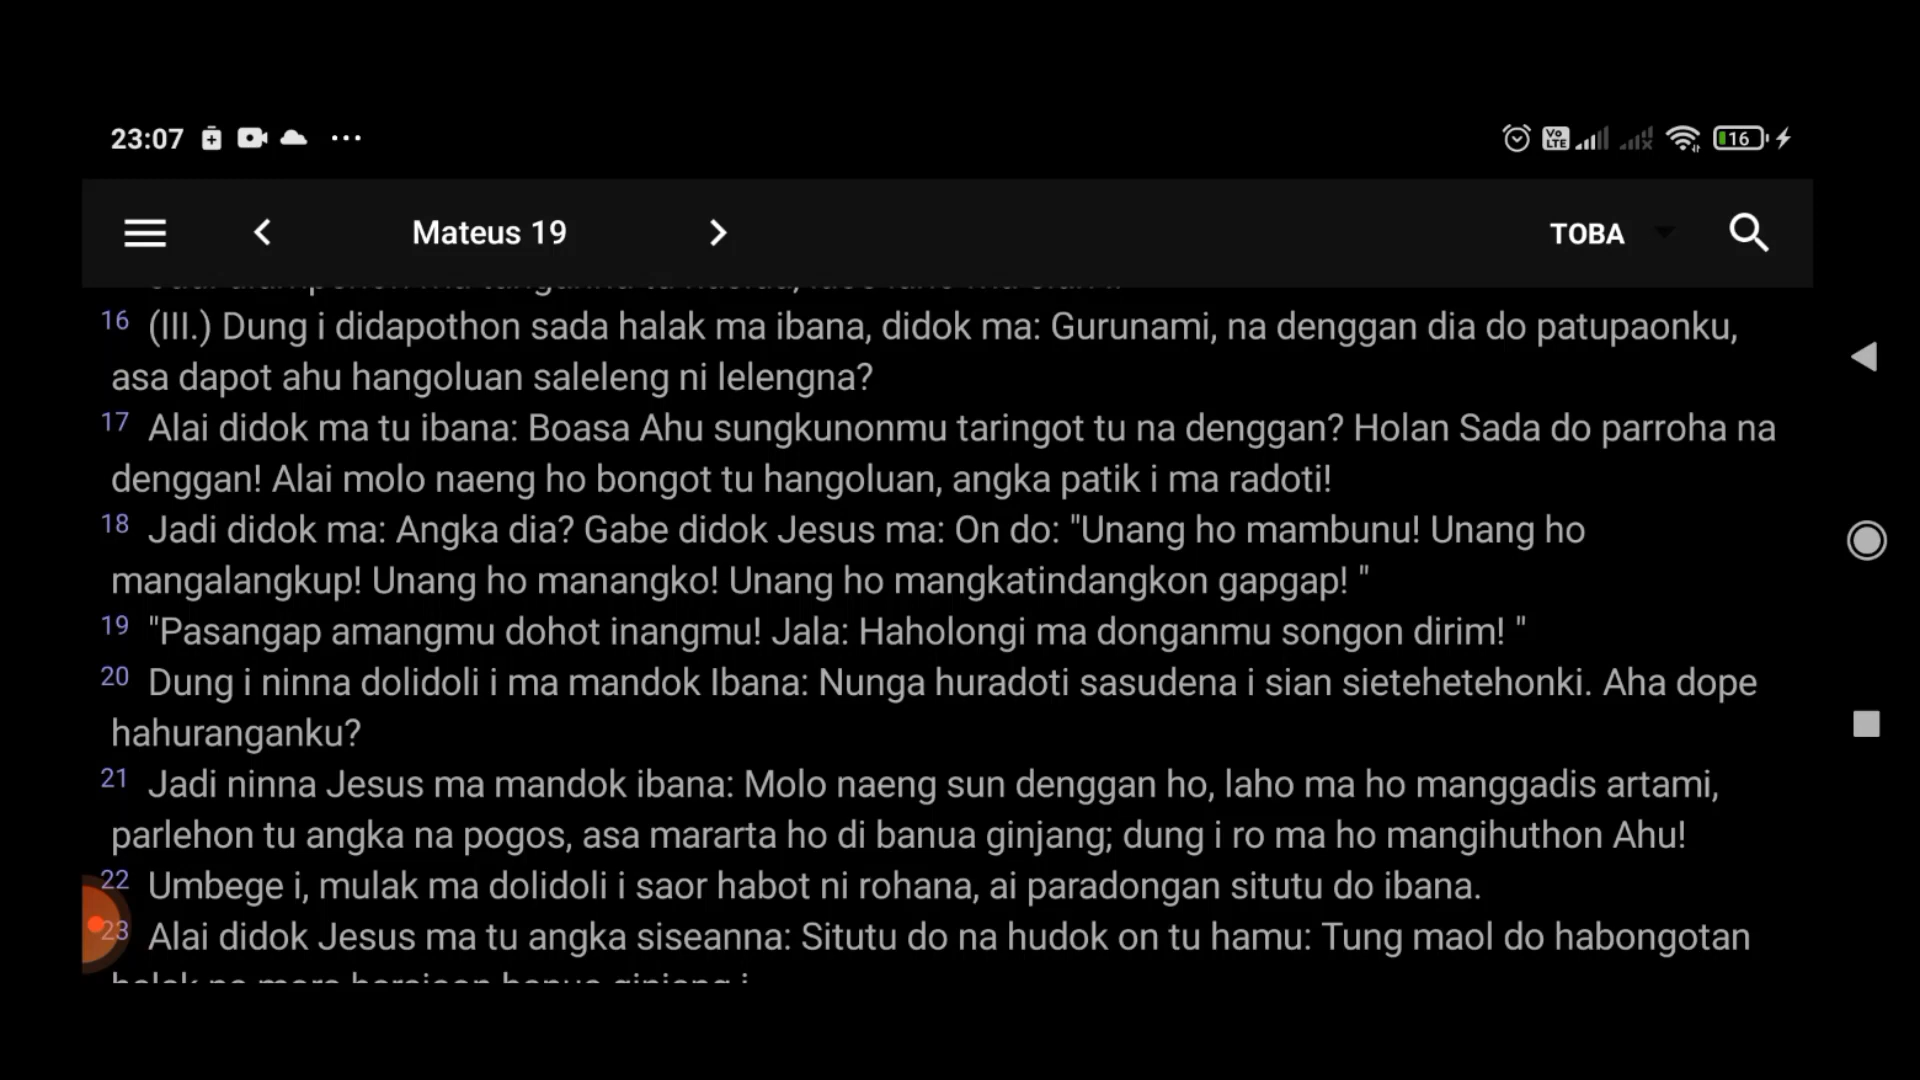 23:07
VoLTE
16
Mateus 19
TOBA
16 (III.) Dung i didapothon sada halak ma ibana, didok ma: Gurunami, na denggan dia do patupaonku,
asa dapot ahu hangoluan saleleng ni lelengna?
17 Alai didok ma tu ibana: Boasa Ahu sungkunonmu taringot tu na denggan? Holan Sada do parroha na
denggan! Alai molo naeng ho bongot tu hangoluan, angka patik i ma radoti!
18 Jadi didok ma: Angka dia? Gabe didok Jesus ma: On do: "Unang ho mambunu! Unang ho
mangalangkup! Unang ho manangko! Unang ho mangkatindangkon gapgap! "
19 "Pasangap amangmu dohot inangmu! Jala: Haholongi ma donganmu songon dirim! "
20 Dung i ninna dolidoli i ma mandok Ibana: Nunga huradoti sasudena i sian sietehetehonki. Aha dope
hahuranganku?
21 Jadi ninna Jesus ma mandok ibana: Molo naeng sun denggan ho, laho ma ho manggadis artami,
parlehon tu angka na pogos, asa mararta ho di banua ginjang; dung i ro ma ho mangihuthon Ahu!
22 Umbege i, mulak ma dolidoli i saor habot ni rohana, ai paradongan situtu do ibana.
23 Alai didok Jesus ma tu angka siseanna: Situtu do na hudok on tu hamu: Tung maol do habongotan